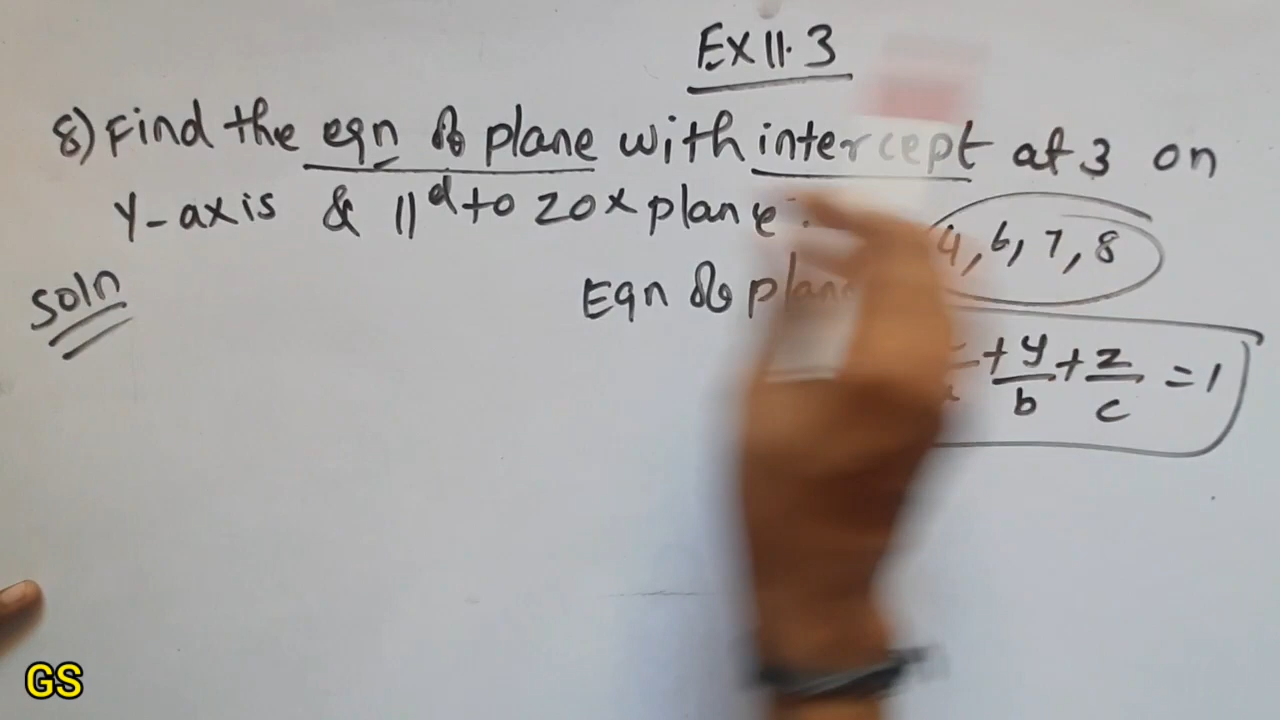 Ex 11.3
8) Find the eqn of plane with intercept at 3 on
Y-axis & ||d to ZOX plane.
4, 6, 7, 8
Soln
Eqn of plane
+ y/b + z/c = 1
GS